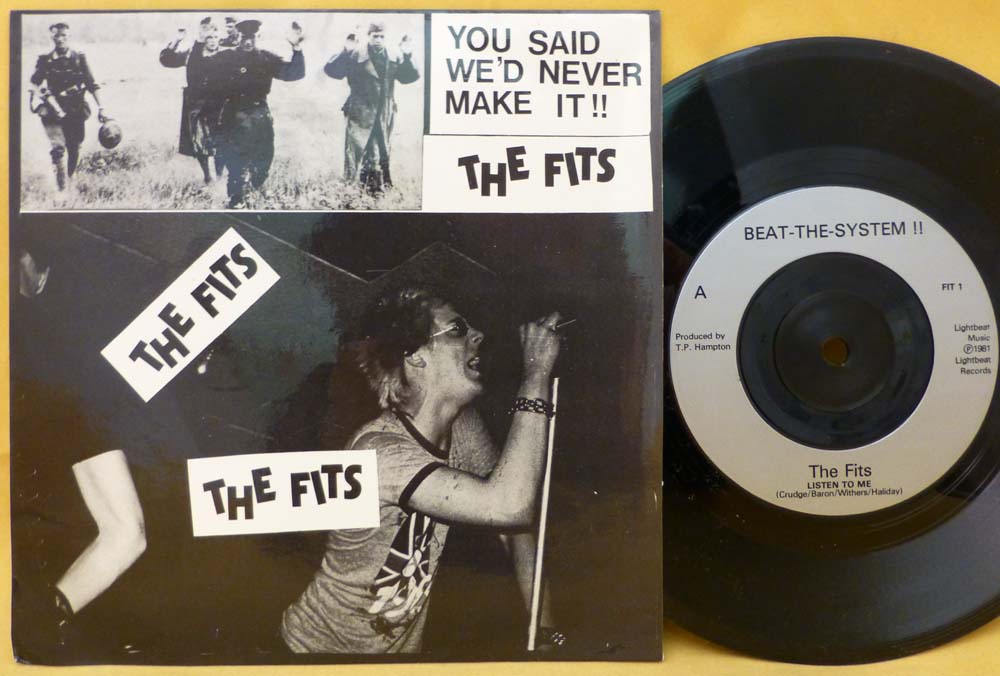 YOU SAID
WE'D NEVER
MAKE IT!!
THE FITS
THE FITS
THE FITS
BEAT-THE-SYSTEM !!
A
FIT 1
Produced by
T.P. Hampton
Lightbeat
Music
Ⓟ1981
Lightbeat
Records
The Fits
LISTEN TO ME
(Crudge/Baron/Withers/Haliday)